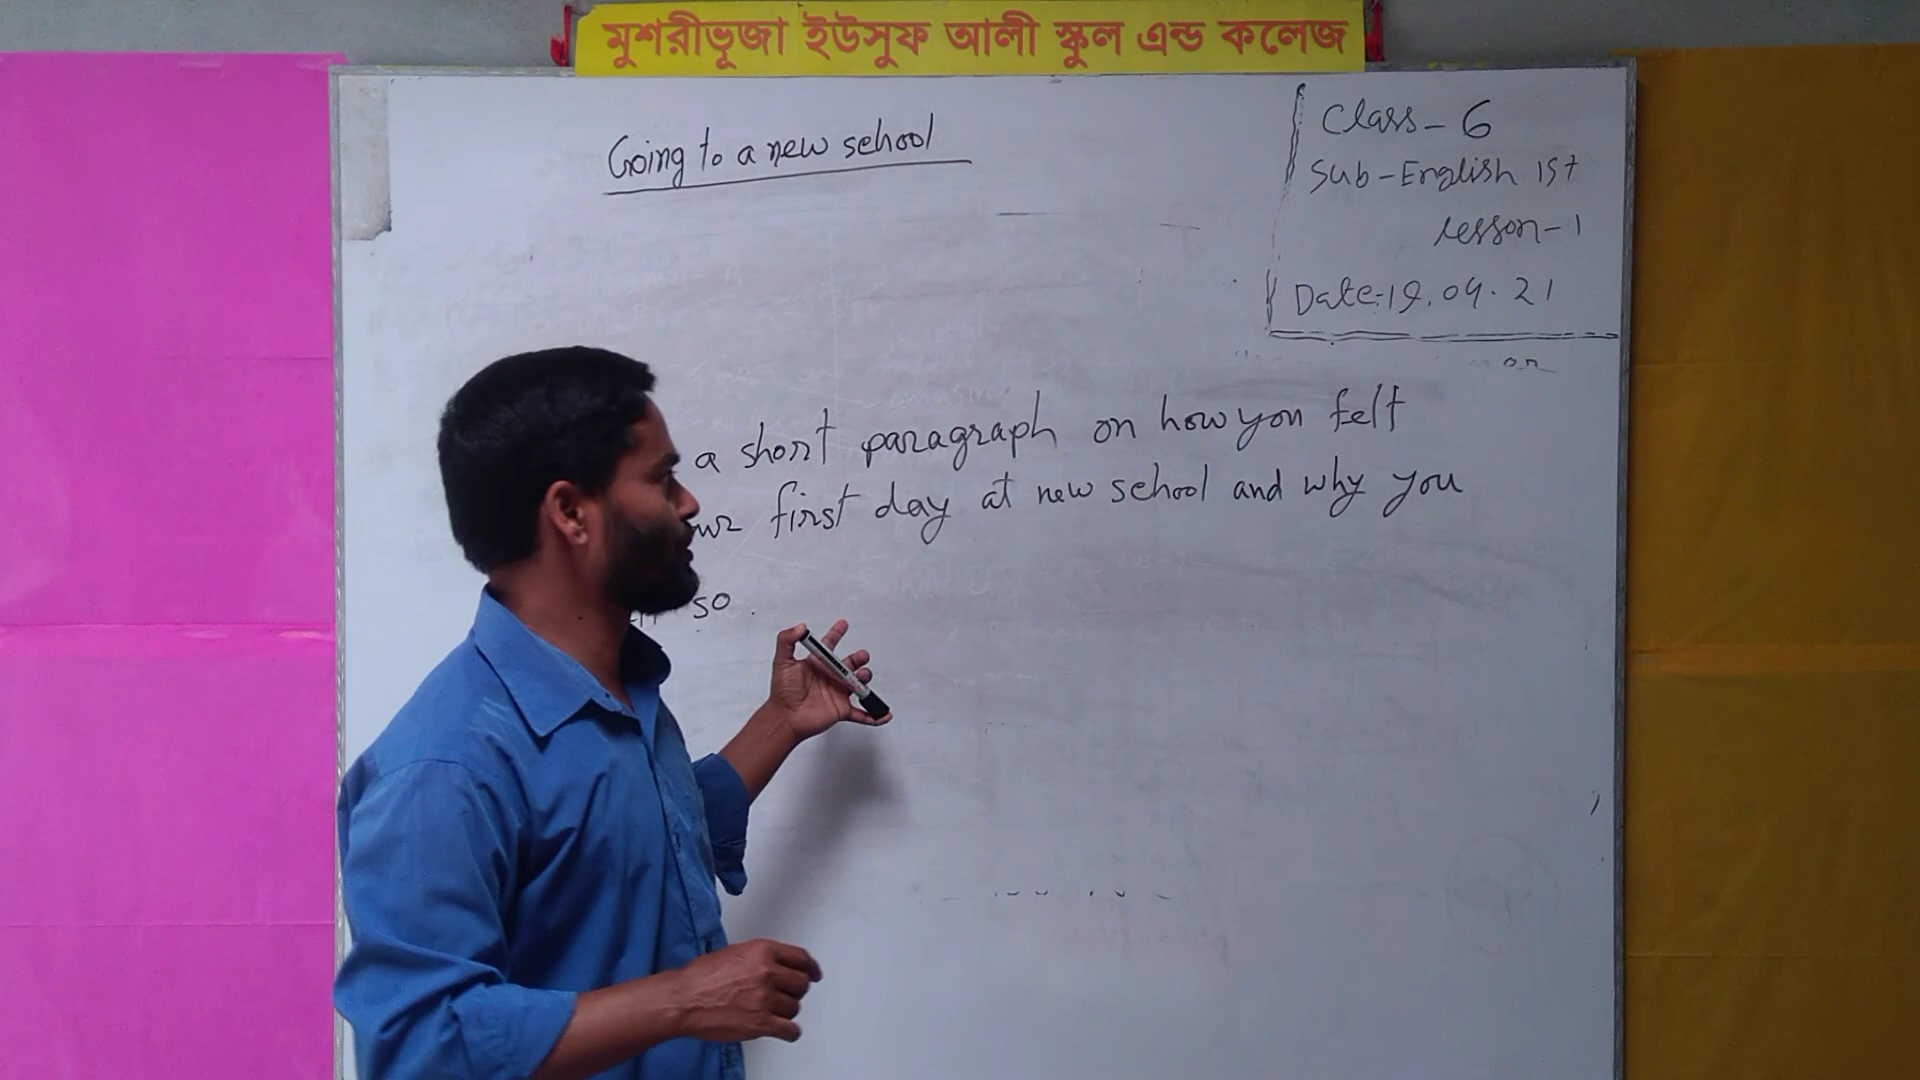 মুশরীভূজা ইউসুফ আলী স্কুল এন্ড কলেজ
Going to a new school
Class - 6
Sub - English 1st
lesson - 1
Date: 19.04.21
a short paragraph on how you felt
first day at new school and why you
so.